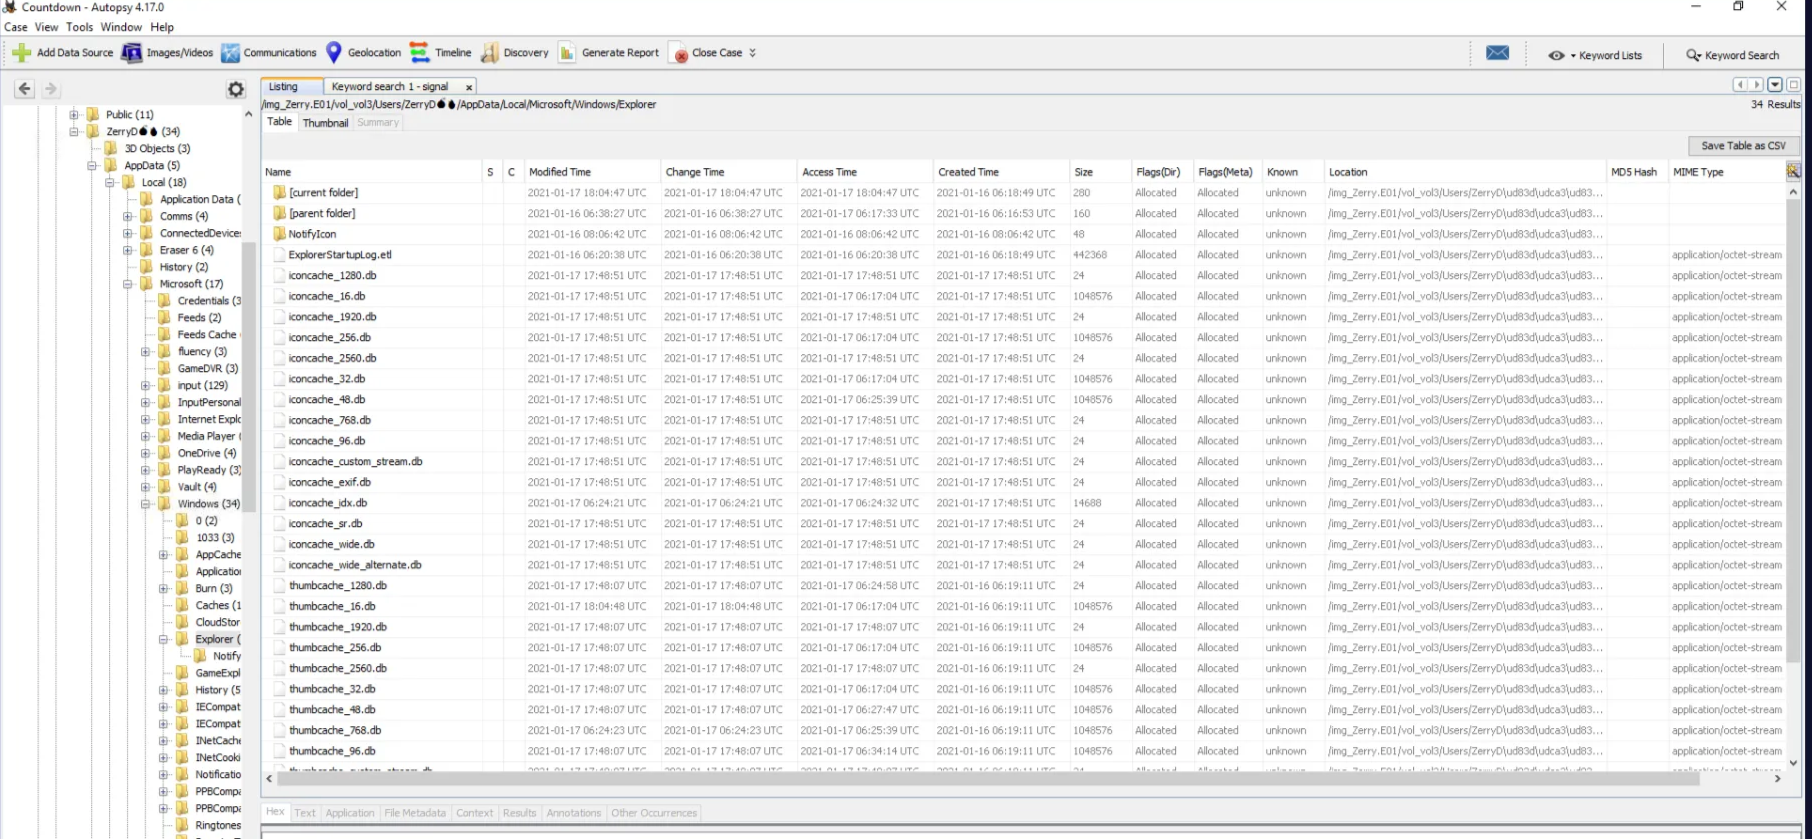 Countdown - Autopsy 4.17.0
Case View Tools Window Help
Add Data Source Images/Videos Communications Geolocation Timeline Discovery Generate Report Close Case Keyword Lists Keyword Search
Listing Keyword search 1 - signal x
/img_Zerry.E01/vol_vol3/Users/ZerryD💣💣/AppData/Local/Microsoft/Windows/Explorer
34 Results
Table Thumbnail Summary
Save Table as CSV
Public (11)
ZerryD💣💣 (34)
3D Objects (3)
AppData (5)
Local (18)
Application Data (
Comms (4)
ConnectedDevices
Eraser 6 (4)
History (2)
Microsoft (17)
Credentials (3
Feeds (2)
Feeds Cache
fluency (3)
GameDVR (3)
input (129)
InputPersonal
Internet Explo
Media Player (
OneDrive (4)
PlayReady (3)
Vault (4)
Windows (34)
0 (2)
1033 (3)
AppCache
Application
Burn (3)
Caches (1
CloudStor
Explorer (
Notify
GameExpl
History (5
IECompat
IECompat
INetCache
INetCooki
Notificatio
PPBCompa
PPBCompa
Ringtones
Name S C Modified Time Change Time Access Time Created Time Size Flags(Dir) Flags(Meta) Known Location MD5 Hash MIME Type
[current folder] 2021-01-17 18:04:47 UTC 2021-01-17 18:04:47 UTC 2021-01-17 18:04:47 UTC 2021-01-16 06:18:49 UTC 280 Allocated Allocated unknown /img_Zerry.E01/vol_vol3/Users/ZerryD\ud83d\udca3\ud83...
[parent folder] 2021-01-16 06:38:27 UTC 2021-01-16 06:38:27 UTC 2021-01-17 06:17:33 UTC 2021-01-16 06:16:53 UTC 160 Allocated Allocated unknown /img_Zerry.E01/vol_vol3/Users/ZerryD\ud83d\udca3\ud83...
NotifyIcon 2021-01-16 08:06:42 UTC 2021-01-16 08:06:42 UTC 2021-01-16 08:06:42 UTC 2021-01-16 08:06:42 UTC 48 Allocated Allocated unknown /img_Zerry.E01/vol_vol3/Users/ZerryD\ud83d\udca3\ud83...
ExplorerStartupLog.etl 2021-01-16 06:20:38 UTC 2021-01-16 06:20:38 UTC 2021-01-16 06:20:38 UTC 2021-01-16 06:18:49 UTC 442368 Allocated Allocated unknown /img_Zerry.E01/vol_vol3/Users/ZerryD\ud83d\udca3\ud83... application/octet-stream
iconcache_1280.db 2021-01-17 17:48:51 UTC 2021-01-17 17:48:51 UTC 2021-01-17 17:48:51 UTC 2021-01-17 17:48:51 UTC 24 Allocated Allocated unknown /img_Zerry.E01/vol_vol3/Users/ZerryD\ud83d\udca3\ud83... application/octet-stream
iconcache_16.db 2021-01-17 17:48:51 UTC 2021-01-17 17:48:51 UTC 2021-01-17 06:17:04 UTC 2021-01-17 17:48:51 UTC 1048576 Allocated Allocated unknown /img_Zerry.E01/vol_vol3/Users/ZerryD\ud83d\udca3\ud83... application/octet-stream
iconcache_1920.db 2021-01-17 17:48:51 UTC 2021-01-17 17:48:51 UTC 2021-01-17 17:48:51 UTC 2021-01-17 17:48:51 UTC 24 Allocated Allocated unknown /img_Zerry.E01/vol_vol3/Users/ZerryD\ud83d\udca3\ud83... application/octet-stream
iconcache_256.db 2021-01-17 17:48:51 UTC 2021-01-17 17:48:51 UTC 2021-01-17 06:17:04 UTC 2021-01-17 17:48:51 UTC 1048576 Allocated Allocated unknown /img_Zerry.E01/vol_vol3/Users/ZerryD\ud83d\udca3\ud83... application/octet-stream
iconcache_2560.db 2021-01-17 17:48:51 UTC 2021-01-17 17:48:51 UTC 2021-01-17 17:48:51 UTC 2021-01-17 17:48:51 UTC 24 Allocated Allocated unknown /img_Zerry.E01/vol_vol3/Users/ZerryD\ud83d\udca3\ud83... application/octet-stream
iconcache_32.db 2021-01-17 17:48:51 UTC 2021-01-17 17:48:51 UTC 2021-01-17 06:17:04 UTC 2021-01-17 17:48:51 UTC 1048576 Allocated Allocated unknown /img_Zerry.E01/vol_vol3/Users/ZerryD\ud83d\udca3\ud83... application/octet-stream
iconcache_48.db 2021-01-17 17:48:51 UTC 2021-01-17 17:48:51 UTC 2021-01-17 06:25:39 UTC 2021-01-17 17:48:51 UTC 1048576 Allocated Allocated unknown /img_Zerry.E01/vol_vol3/Users/ZerryD\ud83d\udca3\ud83... application/octet-stream
iconcache_768.db 2021-01-17 17:48:51 UTC 2021-01-17 17:48:51 UTC 2021-01-17 17:48:51 UTC 2021-01-17 17:48:51 UTC 24 Allocated Allocated unknown /img_Zerry.E01/vol_vol3/Users/ZerryD\ud83d\udca3\ud83... application/octet-stream
iconcache_96.db 2021-01-17 17:48:51 UTC 2021-01-17 17:48:51 UTC 2021-01-17 17:48:51 UTC 2021-01-17 17:48:51 UTC 24 Allocated Allocated unknown /img_Zerry.E01/vol_vol3/Users/ZerryD\ud83d\udca3\ud83... application/octet-stream
iconcache_custom_stream.db 2021-01-17 17:48:51 UTC 2021-01-17 17:48:51 UTC 2021-01-17 17:48:51 UTC 2021-01-17 17:48:51 UTC 24 Allocated Allocated unknown /img_Zerry.E01/vol_vol3/Users/ZerryD\ud83d\udca3\ud83... application/octet-stream
iconcache_exif.db 2021-01-17 17:48:51 UTC 2021-01-17 17:48:51 UTC 2021-01-17 17:48:51 UTC 2021-01-17 17:48:51 UTC 24 Allocated Allocated unknown /img_Zerry.E01/vol_vol3/Users/ZerryD\ud83d\udca3\ud83... application/octet-stream
iconcache_idx.db 2021-01-17 06:24:21 UTC 2021-01-17 06:24:21 UTC 2021-01-17 06:24:32 UTC 2021-01-17 17:48:51 UTC 14688 Allocated Allocated unknown /img_Zerry.E01/vol_vol3/Users/ZerryD\ud83d\udca3\ud83... application/octet-stream
iconcache_sr.db 2021-01-17 17:48:51 UTC 2021-01-17 17:48:51 UTC 2021-01-17 17:48:51 UTC 2021-01-17 17:48:51 UTC 24 Allocated Allocated unknown /img_Zerry.E01/vol_vol3/Users/ZerryD\ud83d\udca3\ud83... application/octet-stream
iconcache_wide.db 2021-01-17 17:48:51 UTC 2021-01-17 17:48:51 UTC 2021-01-17 17:48:51 UTC 2021-01-17 17:48:51 UTC 24 Allocated Allocated unknown /img_Zerry.E01/vol_vol3/Users/ZerryD\ud83d\udca3\ud83... application/octet-stream
iconcache_wide_alternate.db 2021-01-17 17:48:51 UTC 2021-01-17 17:48:51 UTC 2021-01-17 17:48:51 UTC 2021-01-17 17:48:51 UTC 24 Allocated Allocated unknown /img_Zerry.E01/vol_vol3/Users/ZerryD\ud83d\udca3\ud83... application/octet-stream
thumbcache_1280.db 2021-01-17 17:48:07 UTC 2021-01-17 17:48:07 UTC 2021-01-17 06:24:58 UTC 2021-01-16 06:19:11 UTC 24 Allocated Allocated unknown /img_Zerry.E01/vol_vol3/Users/ZerryD\ud83d\udca3\ud83... application/octet-stream
thumbcache_16.db 2021-01-17 18:04:48 UTC 2021-01-17 18:04:48 UTC 2021-01-17 06:17:04 UTC 2021-01-16 06:19:11 UTC 1048576 Allocated Allocated unknown /img_Zerry.E01/vol_vol3/Users/ZerryD\ud83d\udca3\ud83... application/octet-stream
thumbcache_1920.db 2021-01-17 17:48:07 UTC 2021-01-17 17:48:07 UTC 2021-01-17 17:48:07 UTC 2021-01-16 06:19:11 UTC 24 Allocated Allocated unknown /img_Zerry.E01/vol_vol3/Users/ZerryD\ud83d\udca3\ud83... application/octet-stream
thumbcache_256.db 2021-01-17 17:48:07 UTC 2021-01-17 17:48:07 UTC 2021-01-17 06:17:04 UTC 2021-01-16 06:19:11 UTC 1048576 Allocated Allocated unknown /img_Zerry.E01/vol_vol3/Users/ZerryD\ud83d\udca3\ud83... application/octet-stream
thumbcache_2560.db 2021-01-17 17:48:07 UTC 2021-01-17 17:48:07 UTC 2021-01-17 17:48:07 UTC 2021-01-16 06:19:11 UTC 24 Allocated Allocated unknown /img_Zerry.E01/vol_vol3/Users/ZerryD\ud83d\udca3\ud83... application/octet-stream
thumbcache_32.db 2021-01-17 17:48:07 UTC 2021-01-17 17:48:07 UTC 2021-01-17 06:17:04 UTC 2021-01-16 06:19:11 UTC 1048576 Allocated Allocated unknown /img_Zerry.E01/vol_vol3/Users/ZerryD\ud83d\udca3\ud83... application/octet-stream
thumbcache_48.db 2021-01-17 17:48:07 UTC 2021-01-17 17:48:07 UTC 2021-01-17 06:27:47 UTC 2021-01-16 06:19:11 UTC 1048576 Allocated Allocated unknown /img_Zerry.E01/vol_vol3/Users/ZerryD\ud83d\udca3\ud83... application/octet-stream
thumbcache_768.db 2021-01-17 06:24:23 UTC 2021-01-17 06:24:23 UTC 2021-01-17 06:25:39 UTC 2021-01-16 06:19:11 UTC 1048576 Allocated Allocated unknown /img_Zerry.E01/vol_vol3/Users/ZerryD\ud83d\udca3\ud83... application/octet-stream
thumbcache_96.db 2021-01-17 17:48:07 UTC 2021-01-17 17:48:07 UTC 2021-01-17 06:34:14 UTC 2021-01-16 06:19:11 UTC 1048576 Allocated Allocated unknown /img_Zerry.E01/vol_vol3/Users/ZerryD\ud83d\udca3\ud83... application/octet-stream
Hex Text Application File Metadata Context Results Annotations Other Occurrences